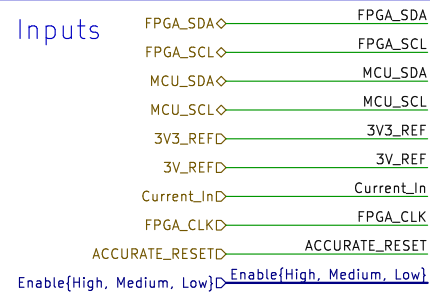 Inputs
FPGA_SDA FPGA_SDA
FPGA_SCL FPGA_SCL
MCU_SDA MCU_SDA
MCU_SCL MCU_SCL
3V3_REF 3V3_REF
3V_REF 3V_REF
Current_In Current_In
FPGA_CLK FPGA_CLK
ACCURATE_RESET ACCURATE_RESET
Enable{High, Medium, Low} Enable{High, Medium, Low}